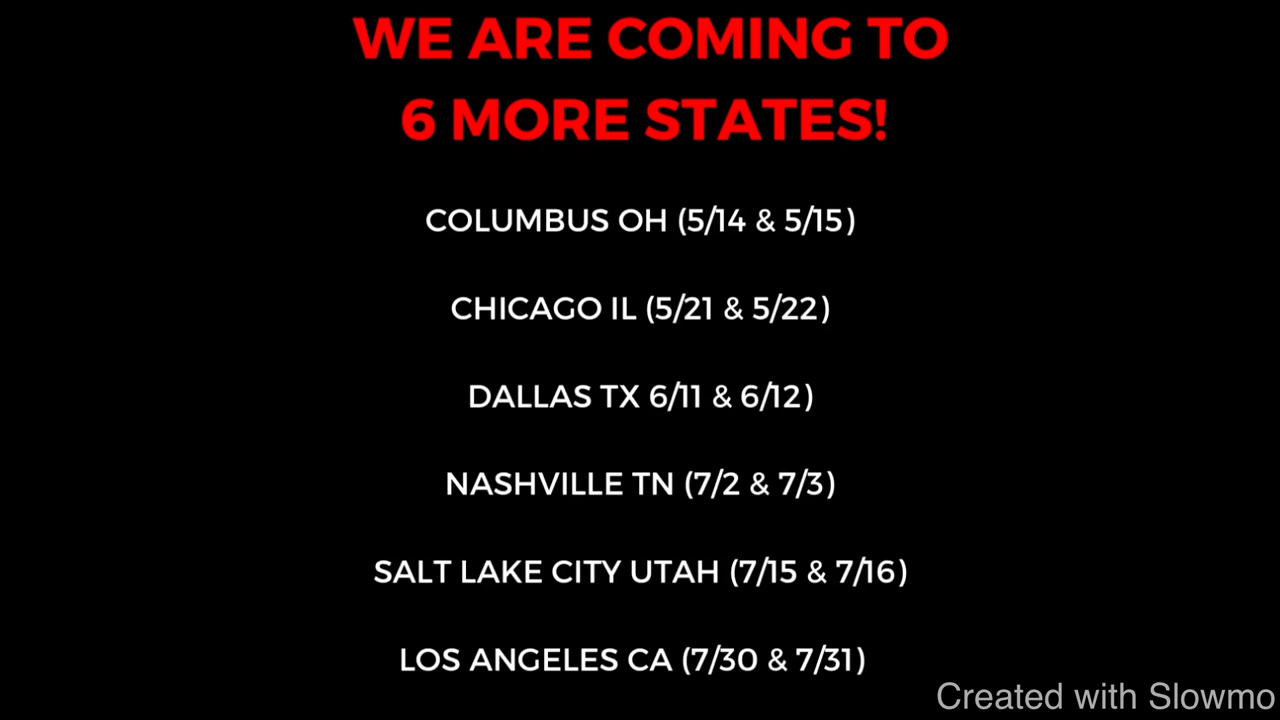 WE ARE COMING TO
6 MORE STATES!
COLUMBUS OH (5/14 & 5/15)
CHICAGO IL (5/21 & 5/22)
DALLAS TX 6/11 & 6/12)
NASHVILLE TN (7/2 & 7/3)
SALT LAKE CITY UTAH (7/15 & 7/16)
LOS ANGELES CA (7/30 & 7/31)
Created with Slowmo